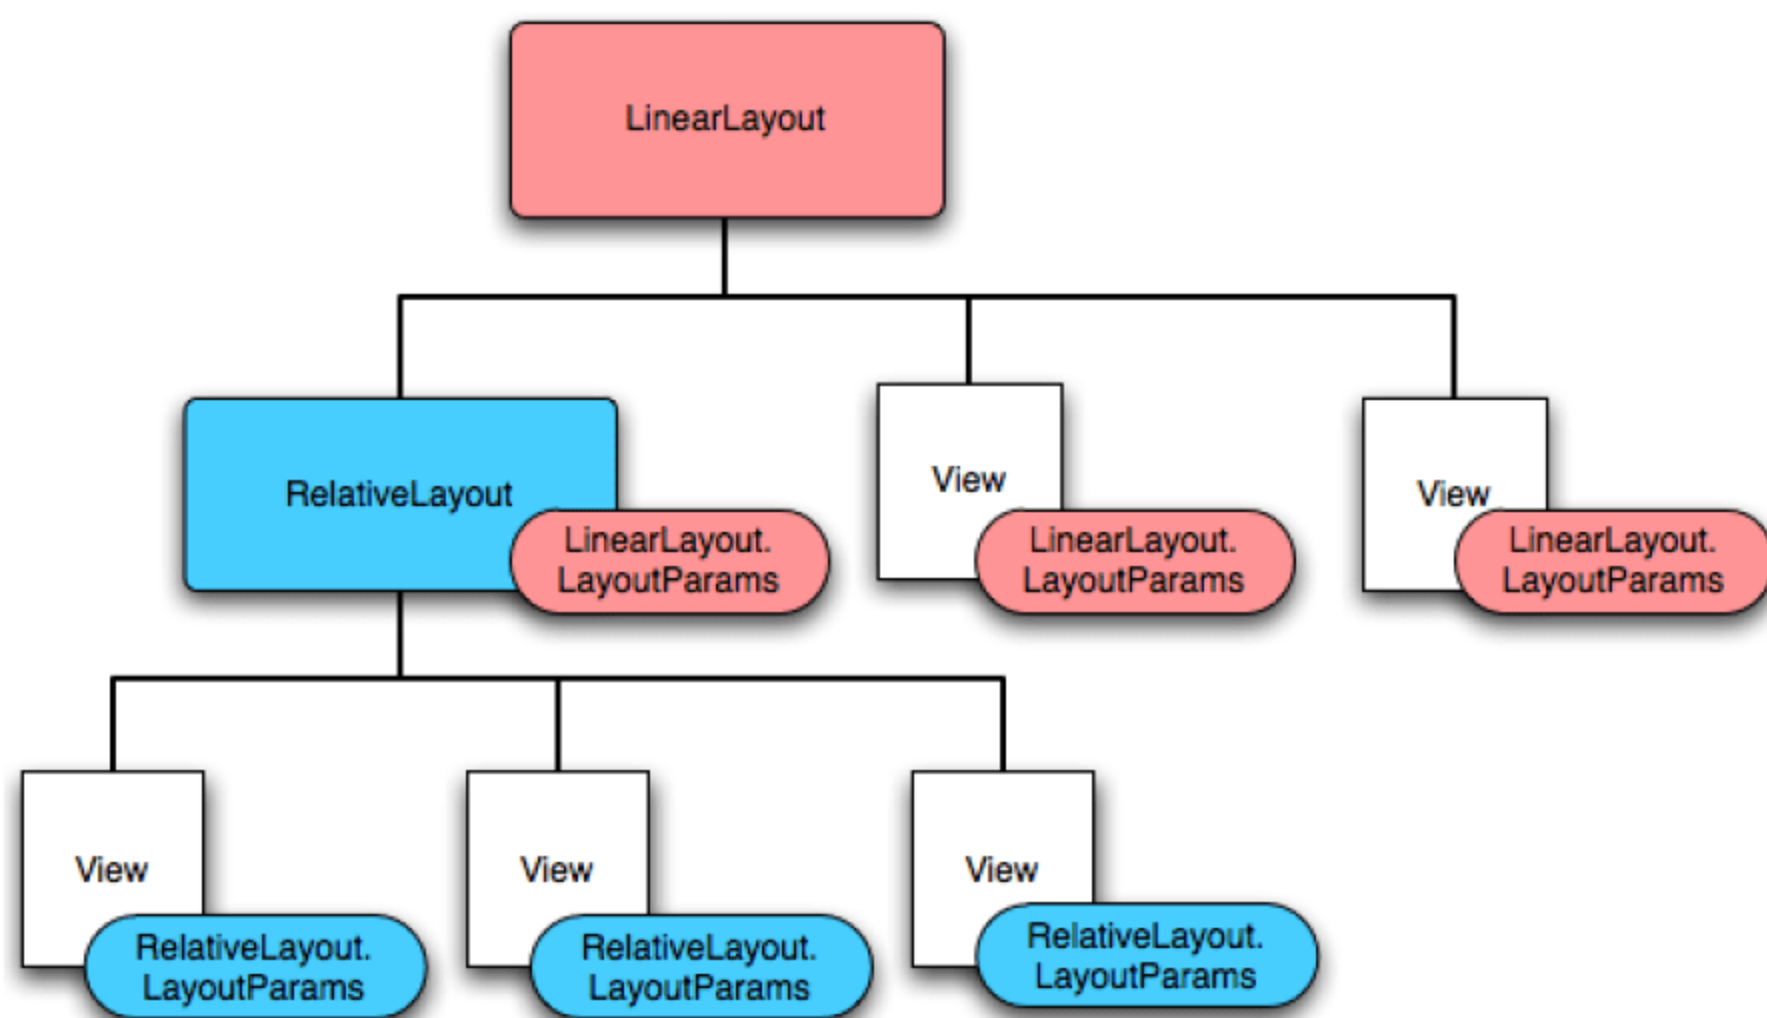 LinearLayout
RelativeLayout
LinearLayout.
LayoutParams
View
LinearLayout.
LayoutParams
View
LinearLayout.
LayoutParams
View
RelativeLayout.
LayoutParams
View
RelativeLayout.
LayoutParams
View
RelativeLayout.
LayoutParams